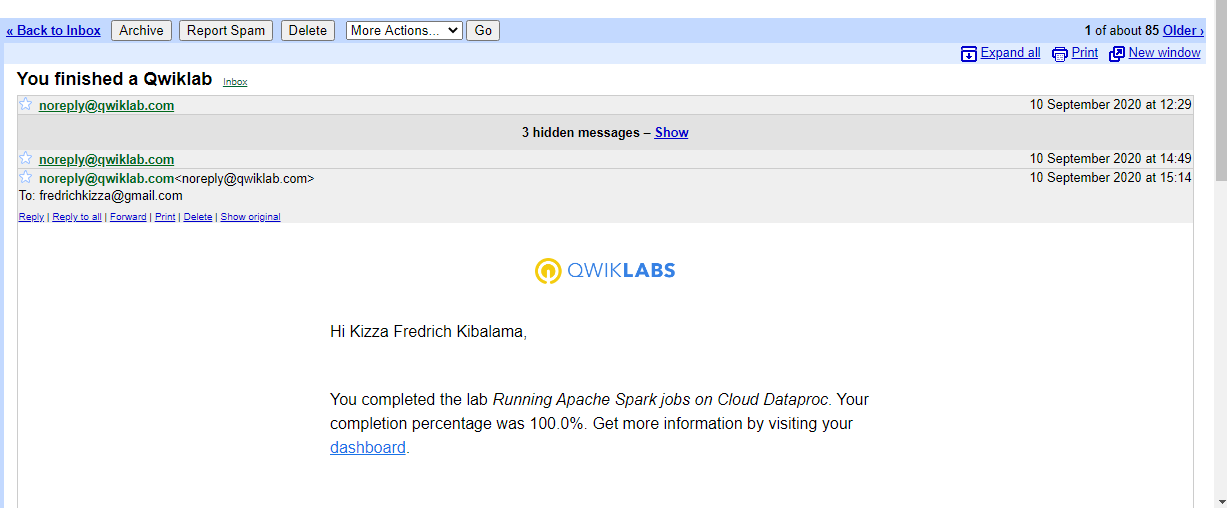 « Back to Inbox Archive Report Spam Delete More Actions... Go 1 of about 85 Older ›
Expand all Print New window
You finished a Qwiklab Inbox
noreply@qwiklab.com 10 September 2020 at 12:29
3 hidden messages – Show
noreply@qwiklab.com 10 September 2020 at 14:49
noreply@qwiklab.com<noreply@qwiklab.com> 10 September 2020 at 15:14
To: fredrichkizza@gmail.com
Reply | Reply to all | Forward | Print | Delete | Show original
QWIKLABS
Hi Kizza Fredrich Kibalama,
You completed the lab Running Apache Spark jobs on Cloud Dataproc. Your
completion percentage was 100.0%. Get more information by visiting your
dashboard.